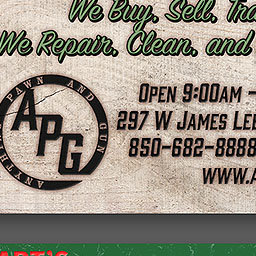 We Buy, Sell,
We Repair, Clean, and
ANYTHING PAWN AND GUN
APG
OPEN 9:00AM -
297 W JAMES LEE
850-682-8888
WWW.A